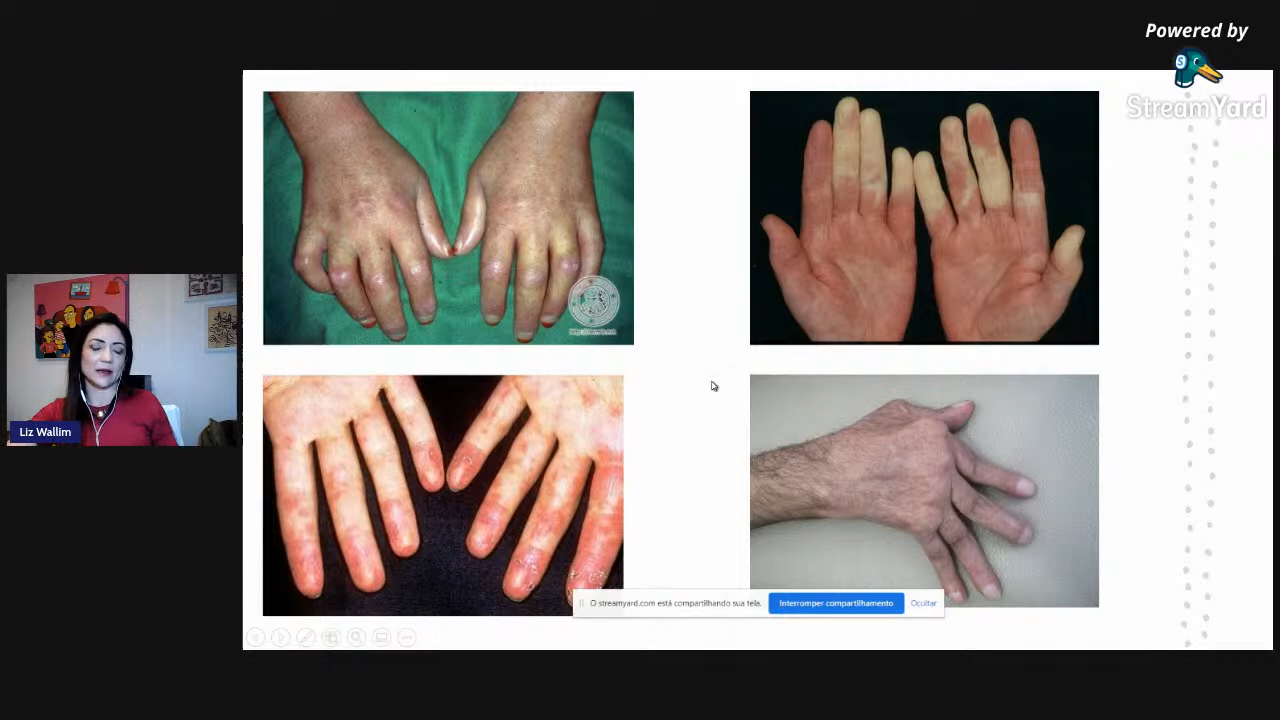 Powered by
StreamYard
Liz Wallim
O streamyard.com está compartilhando sua tela.
Interromper compartilhamento
Ocultar